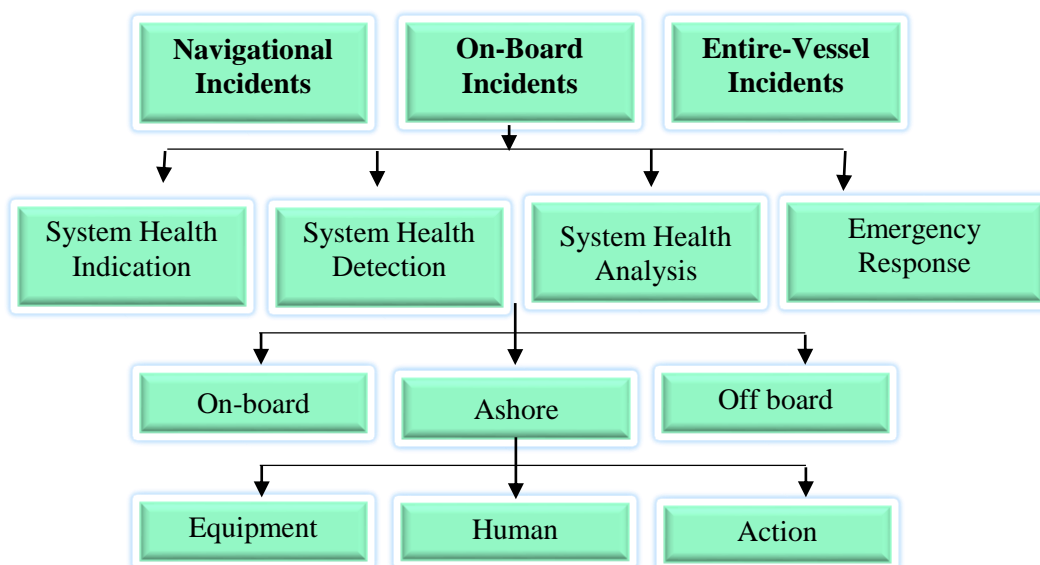 Navigational
Incidents
On-Board
Incidents
Entire-Vessel
Incidents
System Health
Indication
System Health
Detection
System Health
Analysis
Emergency
Response
On-board
Ashore
Off board
Equipment
Human
Action